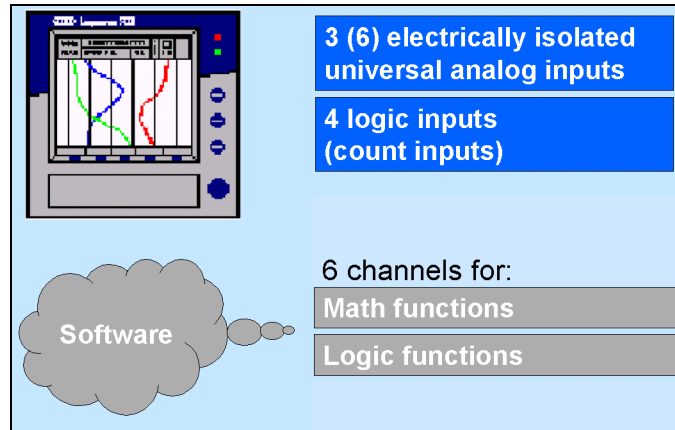 3 (6) electrically isolated
universal analog inputs
4 logic inputs
(count inputs)
6 channels for:
Software
Math functions
Logic functions